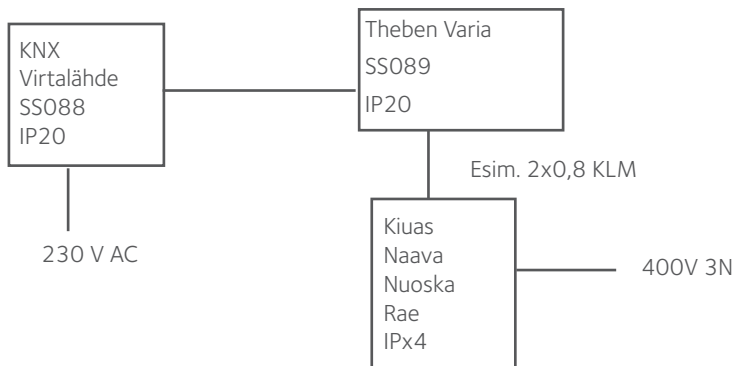 KNX
Virtalähde
SS088
IP20
230 V AC
Theben Varia
SS089
IP20
Esim. 2x0,8 KLM
Kiuas
Naava
Nuoska
Rae
IPx4
400V 3N